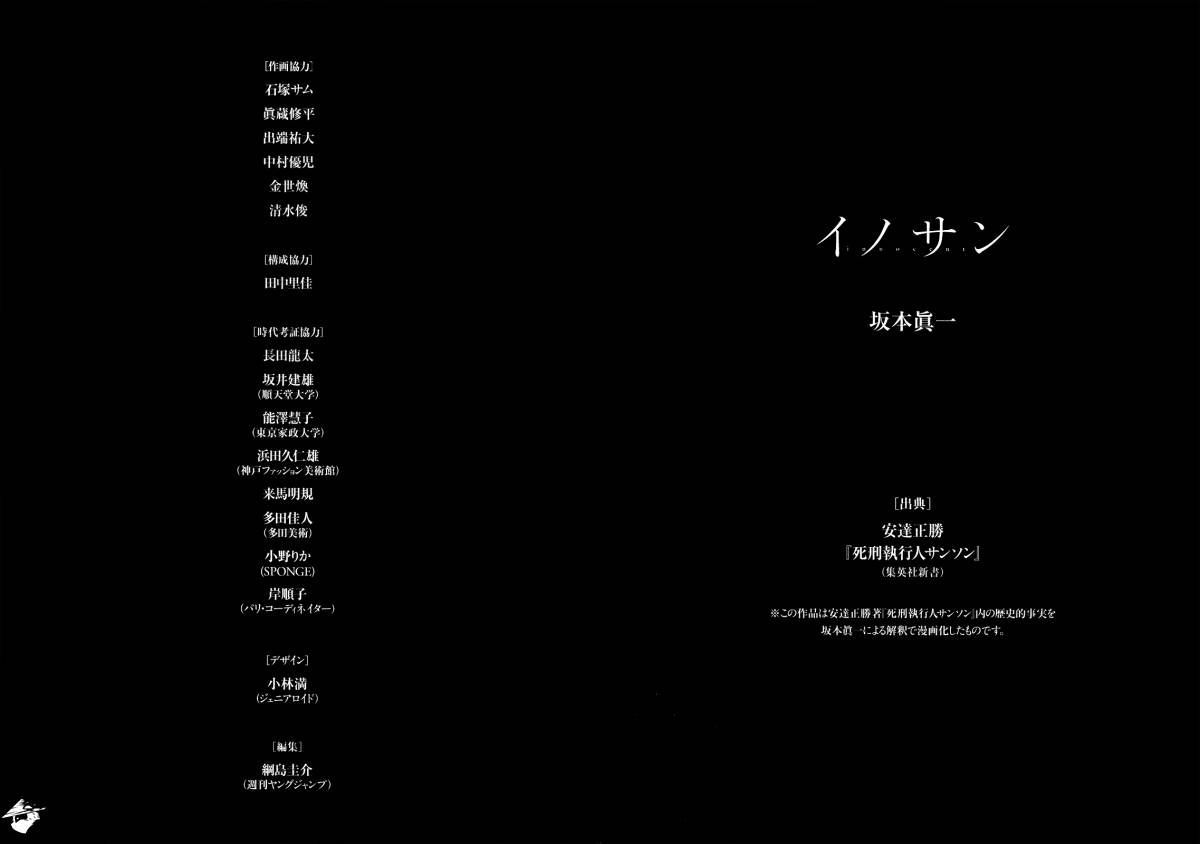 イノサン
innocent
坂本眞一
[出典]
安達正勝
『死刑執行人サンソン』
(集英社新書)
※この作品は安達正勝著『死刑執行人サンソン』内の歴史的事実を
坂本眞一による解釈で漫画化したものです。
[作画協力]
石塚サム
眞蔵修平
出端祐大
中村優児
金世煥
清水俊
[構成協力]
田中里佳
[時代考証協力]
長田龍太
坂井建雄
(順天堂大学)
能澤慧子
(東京家政大学)
浜田久仁雄
(神戸ファッション美術館)
来馬明規
多田佳人
(多田美術)
小野りか
(SPONGE)
岸順子
(パリ・コーディネイター)
[デザイン]
小林満
(ジェニアロイド)
[編集]
綱島圭介
(週刊ヤングジャンプ)